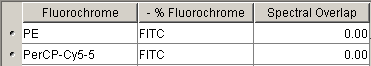 Fluorochrome - % Fluorochrome Spectral Overlap
PE FITC 0.00
PerCP-Cy5-5 FITC 0.00